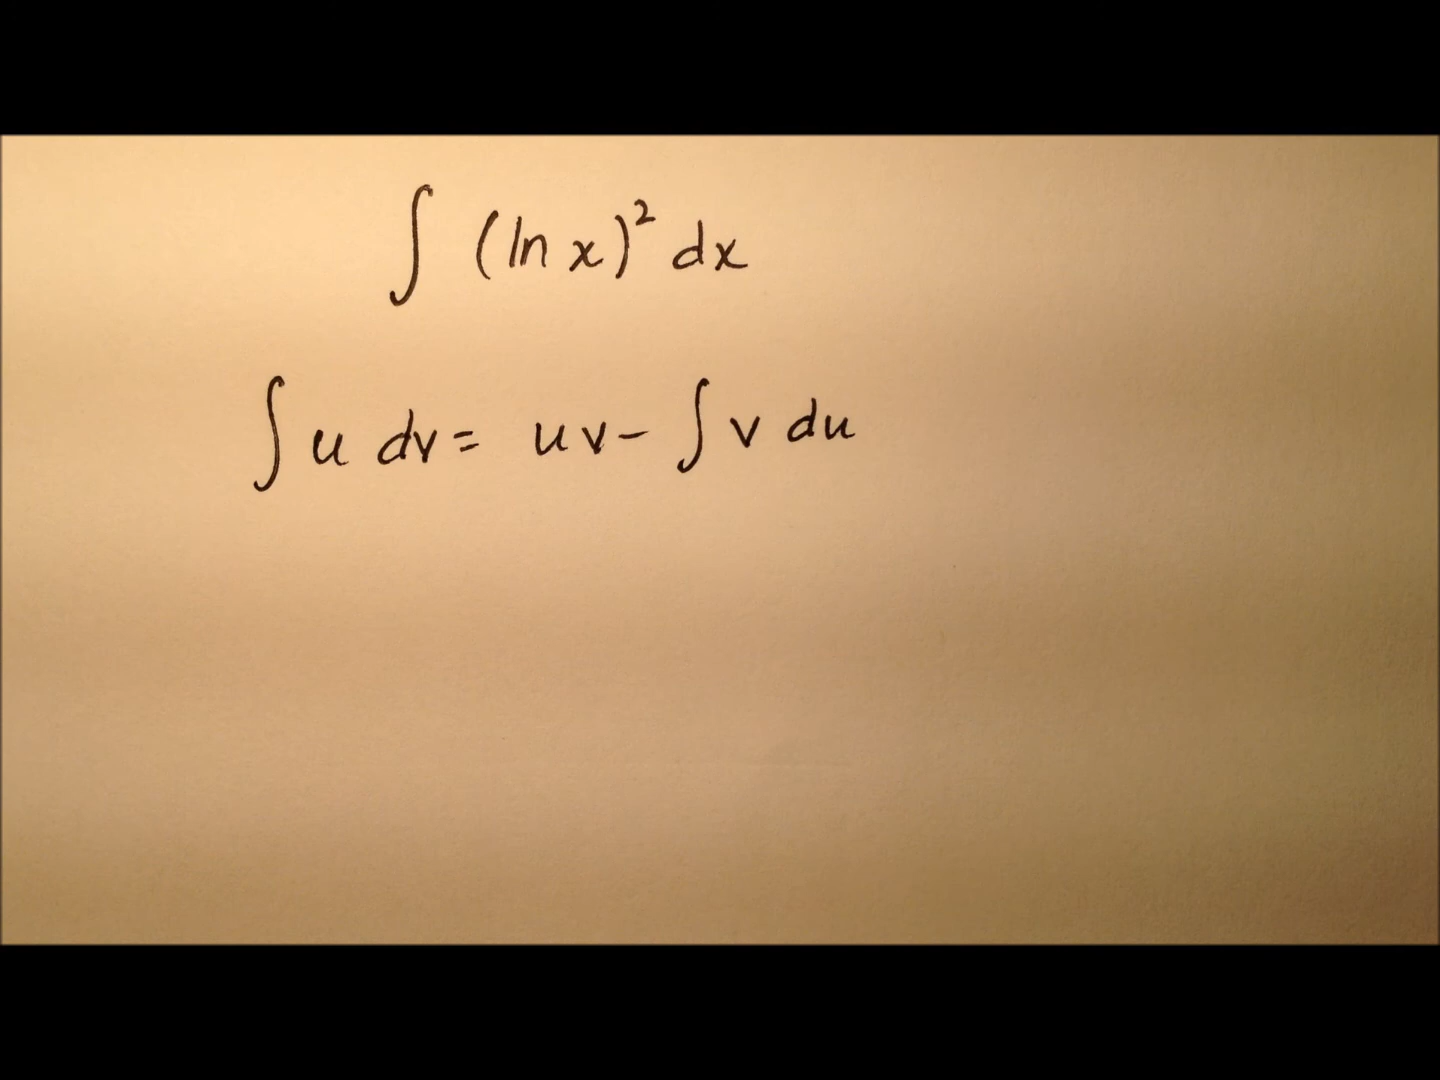 ∫ (ln x)² dx
∫ u dv = uv - ∫ v du